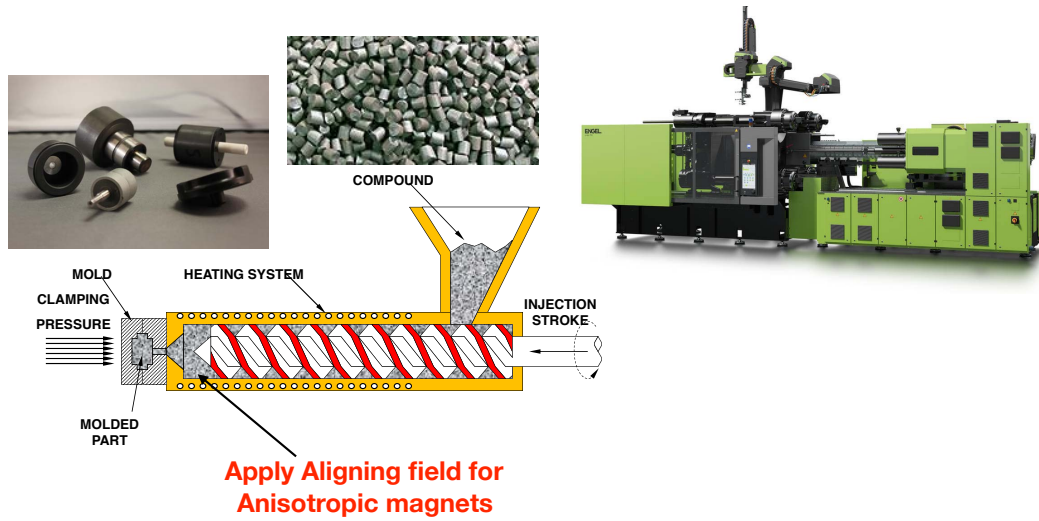 ENGEL
COMPOUND
MOLD
HEATING SYSTEM
CLAMPING
PRESSURE
INJECTION
STROKE
MOLDED
PART
Apply Aligning field for
Anisotropic magnets